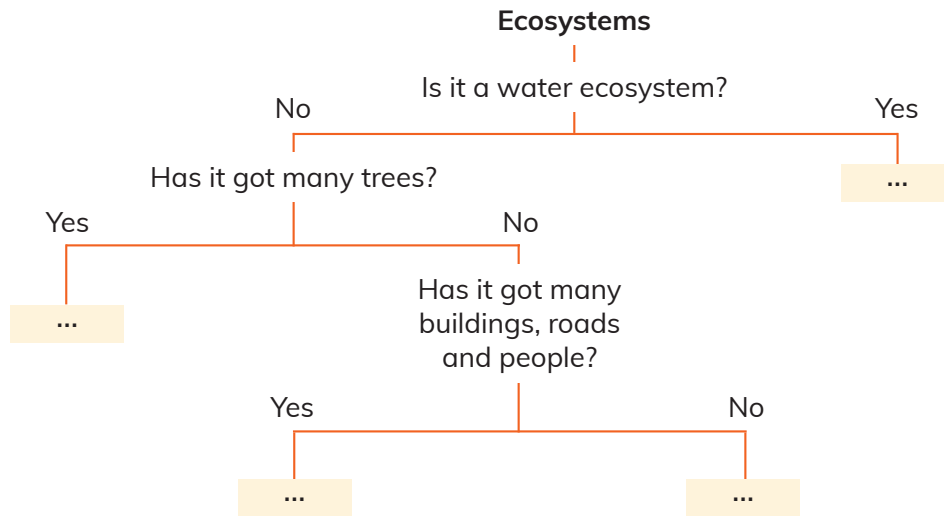 Ecosystems
Is it a water ecosystem?
No
Yes
Has it got many trees?
...
Yes
No
Has it got many
buildings, roads
and people?
...
Yes
No
...
...